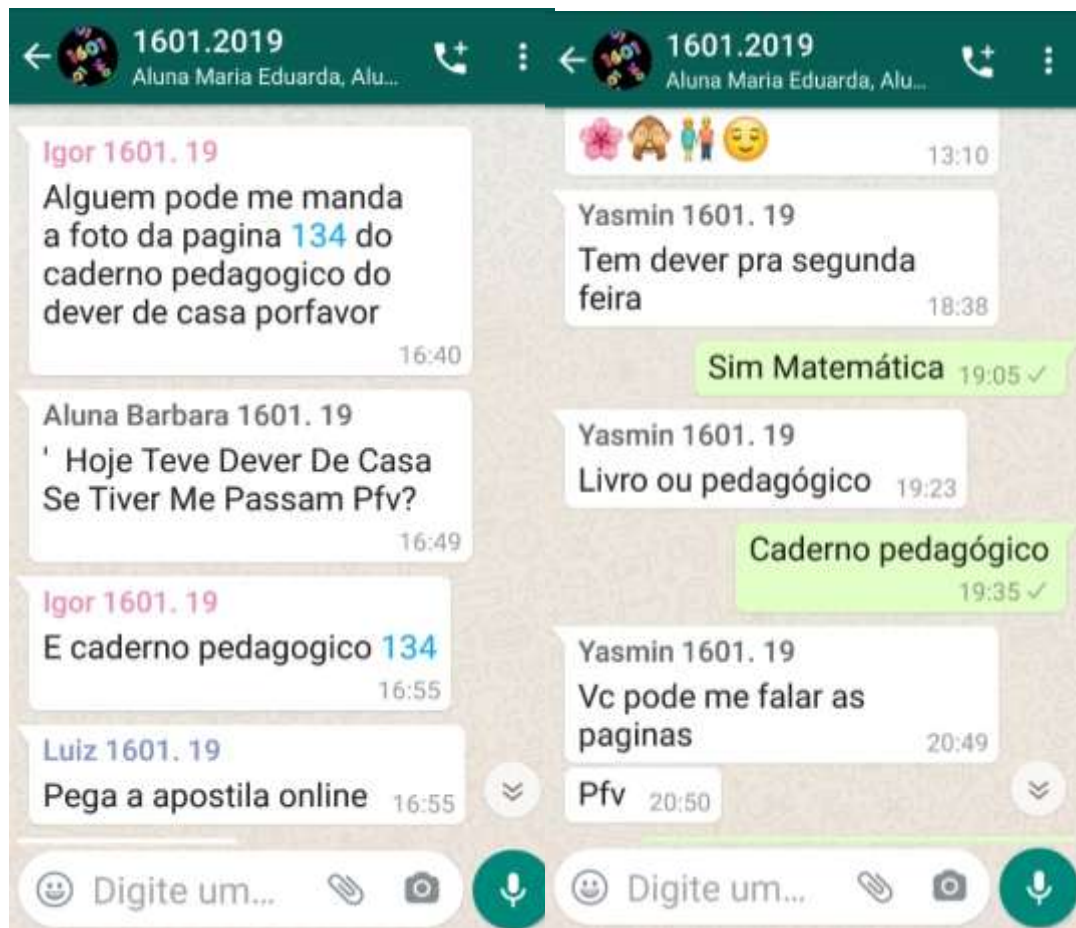 1601.2019
Aluna Maria Eduarda, Alu...
Igor 1601. 19
Alguem pode me manda
a foto da pagina 134 do
caderno pedagogico do
dever de casa porfavor
16:40
Aluna Barbara 1601. 19
' Hoje Teve Dever De Casa
Se Tiver Me Passam Pfv?
16:49
Igor 1601. 19
E caderno pedagogico 134
16:55
Luiz 1601. 19
Pega a apostila online 16:55
Digite um...
1601.2019
Aluna Maria Eduarda, Alu...
13:10
Yasmin 1601. 19
Tem dever pra segunda
feira
18:38
Sim Matemática 19:05
Yasmin 1601. 19
Livro ou pedagógico 19:23
Caderno pedagógico
19:35
Yasmin 1601. 19
Vc pode me falar as
paginas
20:49
Pfv 20:50
Digite um...